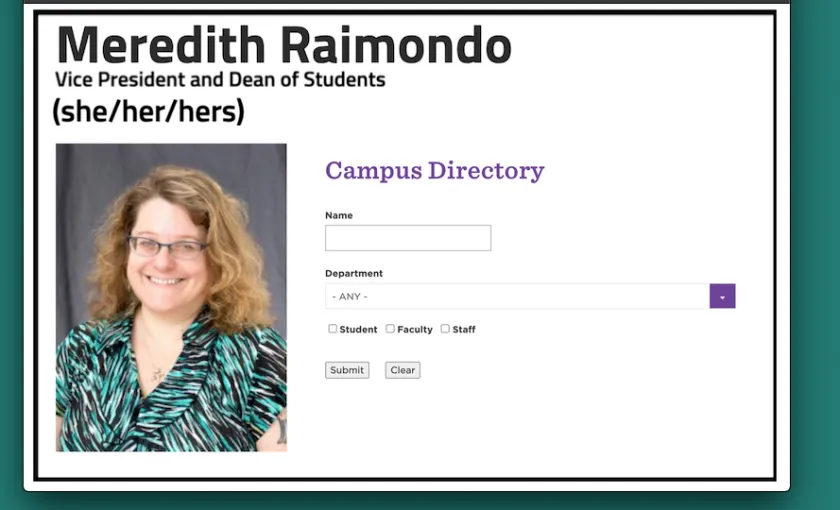 Meredith Raimondo
Vice President and Dean of Students
(she/her/hers)
Campus Directory
Name
Department
- ANY -
Student Faculty Staff
Submit Clear